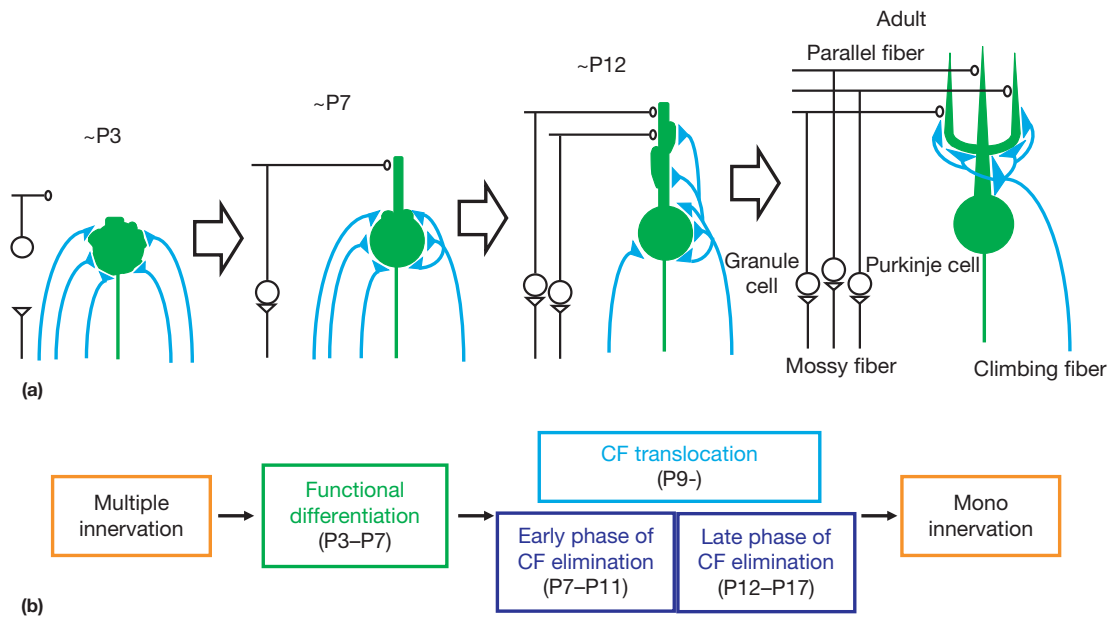 ~P3
~P7
~P12
Adult
Parallel fiber
Granule
cell
Purkinje cell
Mossy fiber
Climbing fiber
(a)
Multiple
innervation
Functional
differentiation
(P3–P7)
CF translocation
(P9-)
Early phase of
CF elimination
(P7–P11)
Late phase of
CF elimination
(P12–P17)
Mono
innervation
(b)